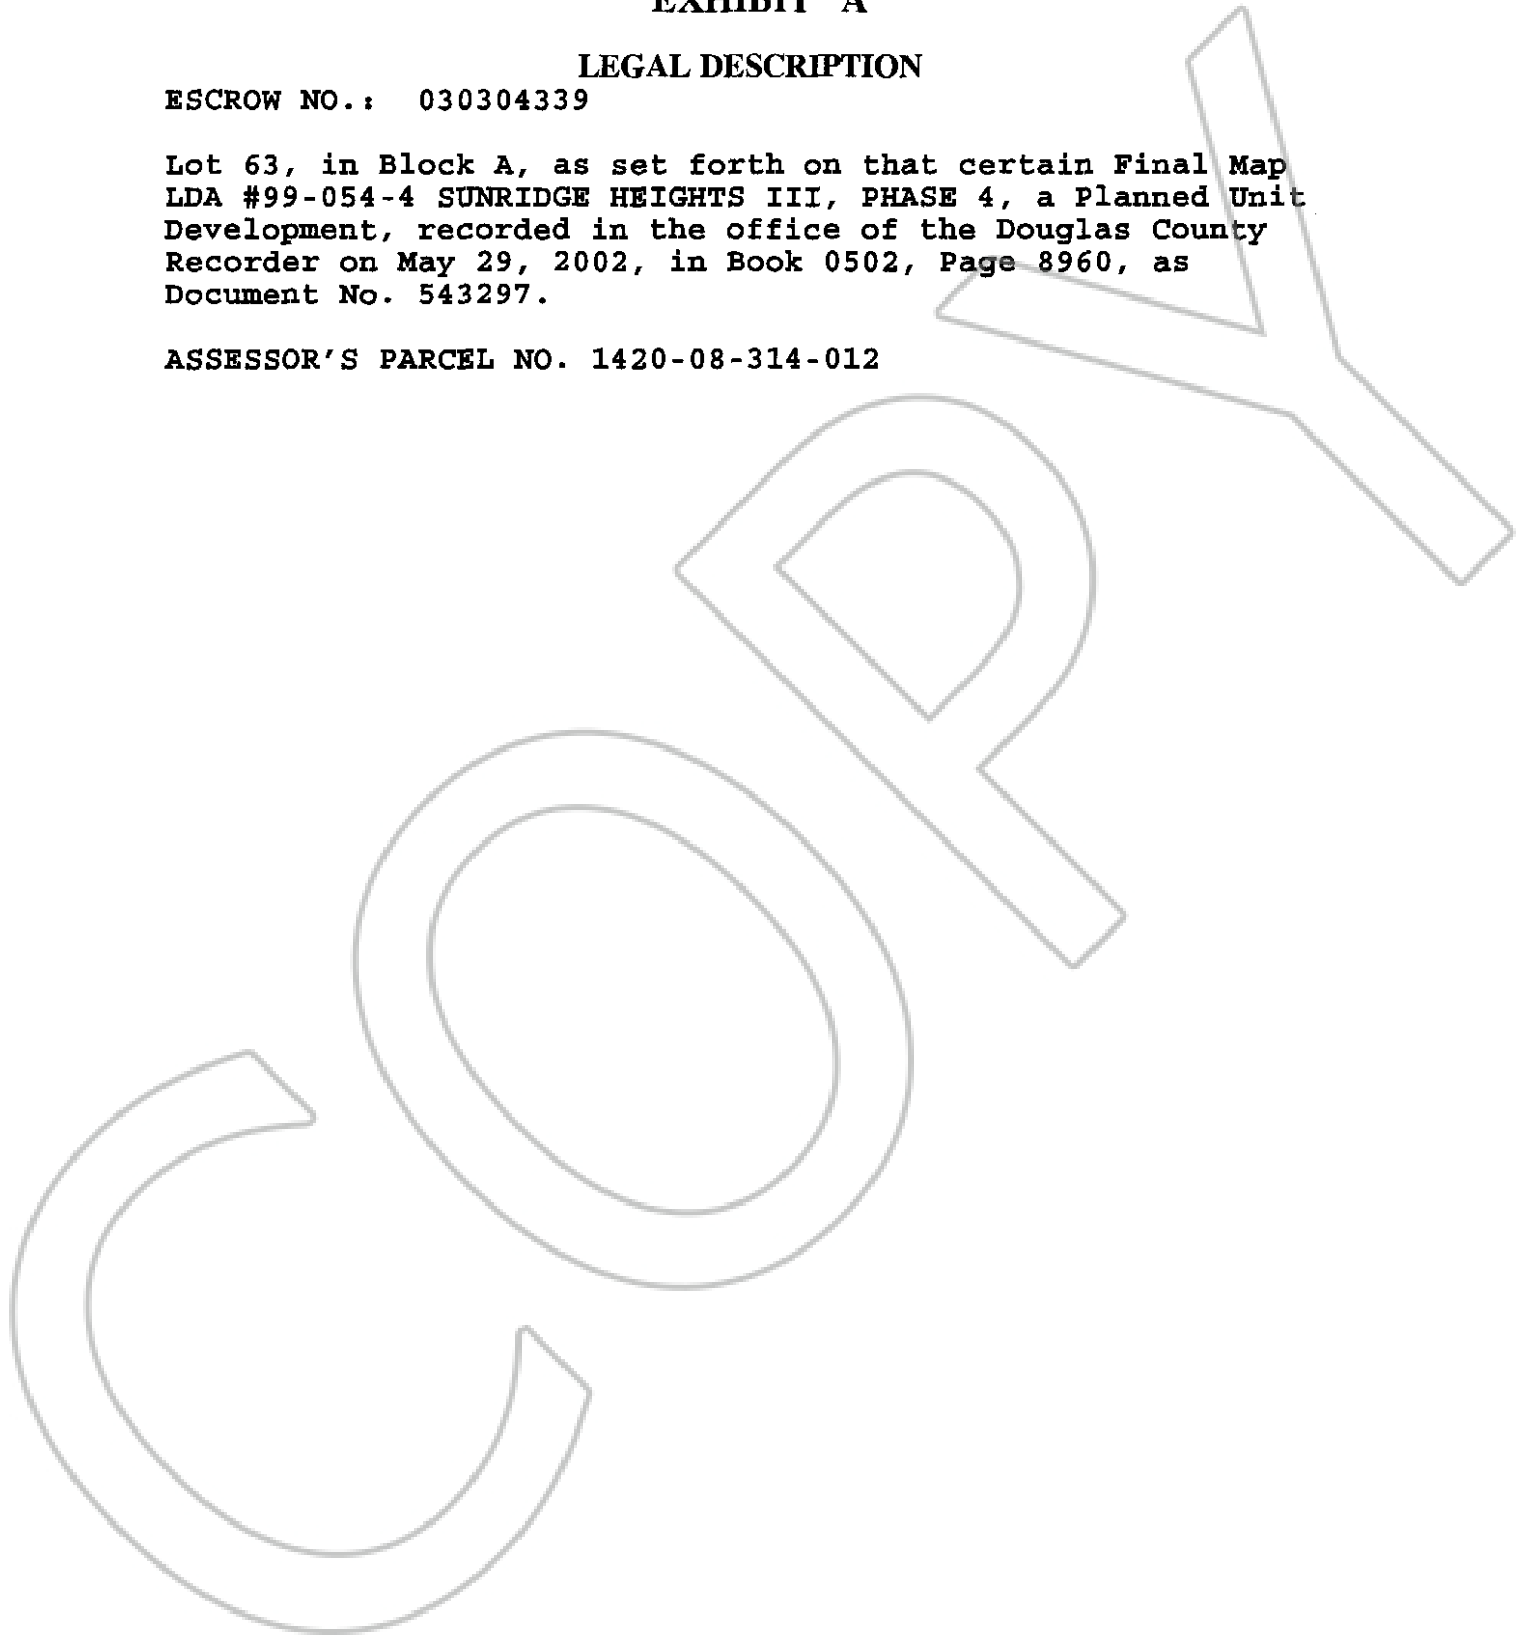 EXHIBIT "A"
LEGAL DESCRIPTION
ESCROW NO.: 030304339
Lot 63, in Block A, as set forth on that certain Final Map
LDA #99-054-4 SUNRIDGE HEIGHTS III, PHASE 4, a Planned Unit
Development, recorded in the office of the Douglas County
Recorder on May 29, 2002, in Book 0502, Page 8960, as
Document No. 543297.
ASSESSOR'S PARCEL NO. 1420-08-314-012
COPY